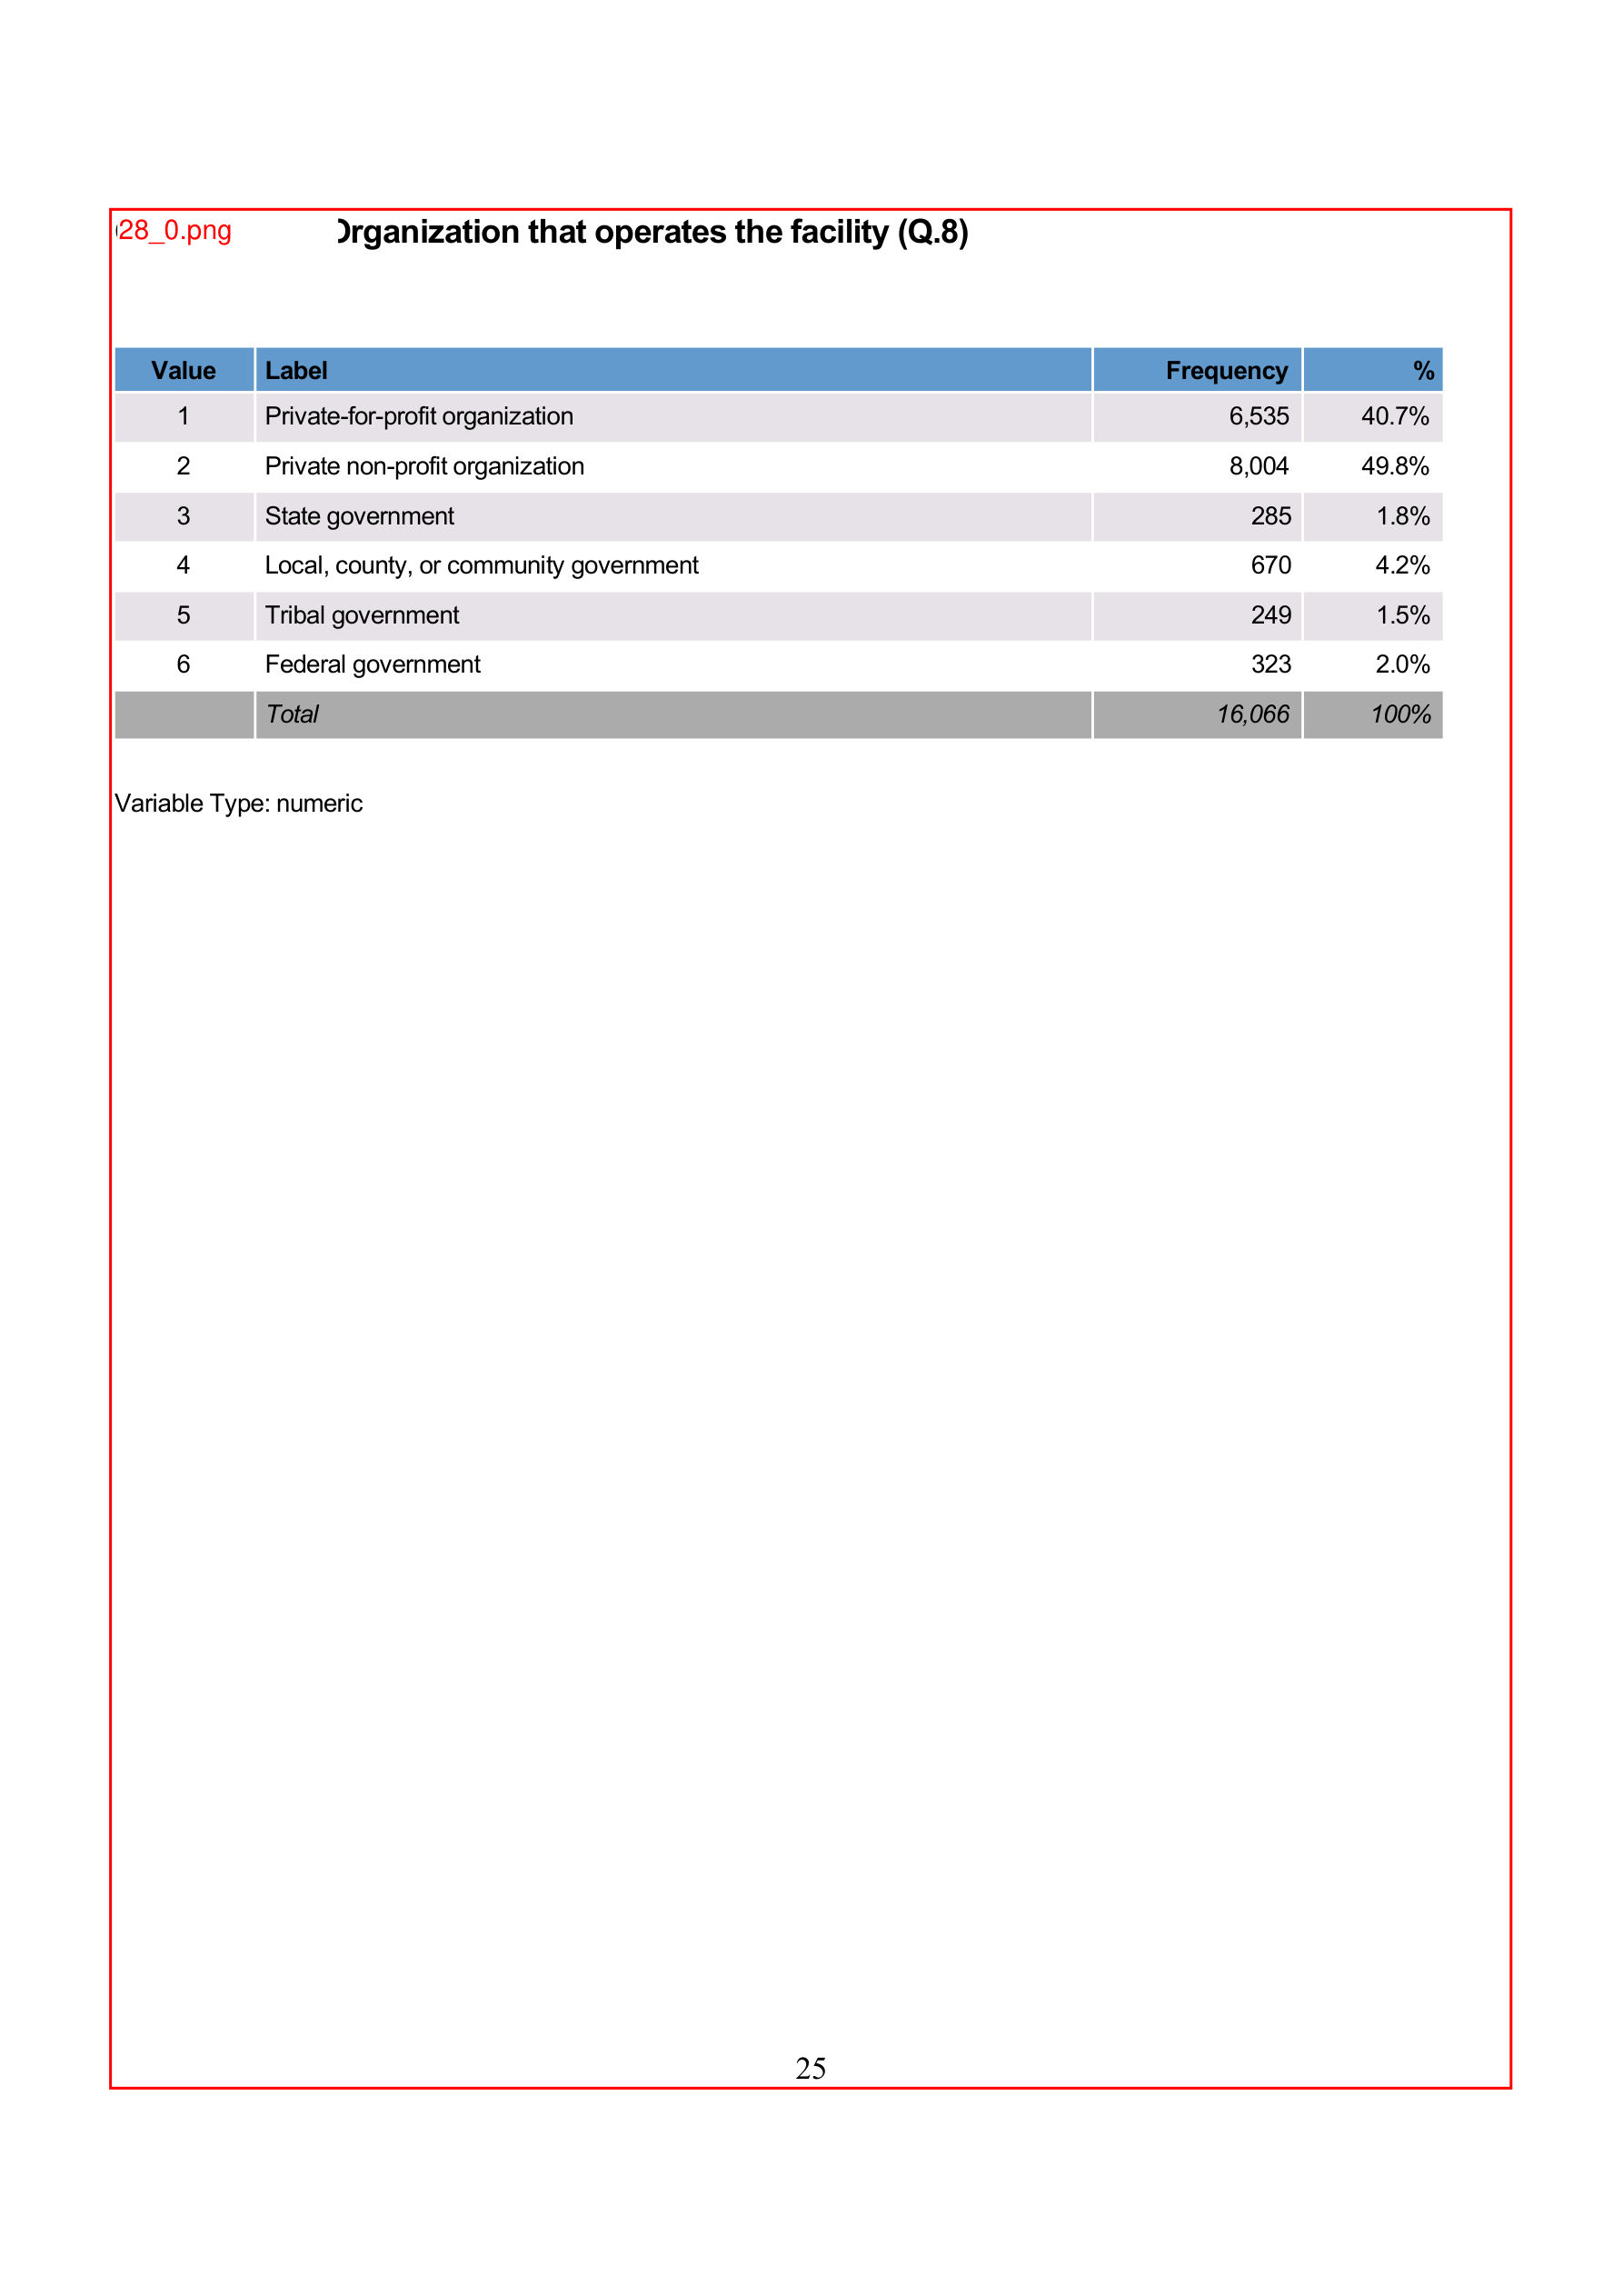 28_0.png
Organization that operates the facility (Q.8)
Value Label Frequency %
1 Private-for-profit organization 6,535 40.7%
2 Private non-profit organization 8,004 49.8%
3 State government 285 1.8%
4 Local, county, or community government 670 4.2%
5 Tribal government 249 1.5%
6 Federal government 323 2.0%
Total 16,066 100%
Variable Type: numeric
25